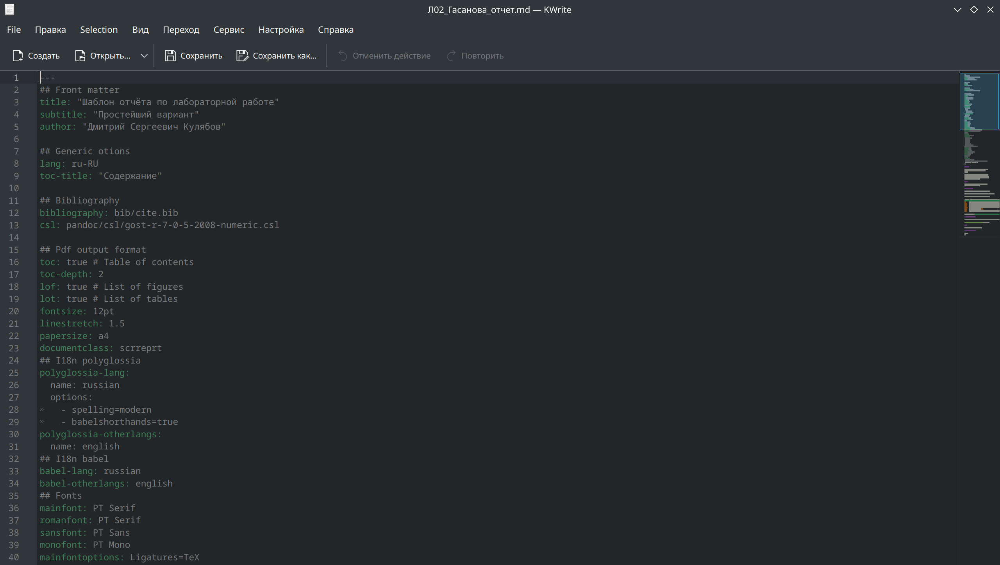 Л02_Гасанова_отчет.md — KWrite
File Правка Selection Вид Переход Сервис Настройка Справка
Создать Открыть... Сохранить Сохранить как... Отменить действие Повторить
1 ---
2 ## Front matter
3 title: "Шаблон отчёта по лабораторной работе"
4 subtitle: "Простейший вариант"
5 author: "Дмитрий Сергеевич Кулябов"
6
7 ## Generic otions
8 lang: ru-RU
9 toc-title: "Содержание"
10
11 ## Bibliography
12 bibliography: bib/cite.bib
13 csl: pandoc/csl/gost-r-7-0-5-2008-numeric.csl
14
15 ## Pdf output format
16 toc: true # Table of contents
17 toc-depth: 2
18 lof: true # List of figures
19 lot: true # List of tables
20 fontsize: 12pt
21 linestretch: 1.5
22 papersize: a4
23 documentclass: scrreprt
24 ## I18n polyglossia
25 polyglossia-lang:
26   name: russian
27   options:
28 »   - spelling=modern
29 »   - babelshorthands=true
30 polyglossia-otherlangs:
31   name: english
32 ## I18n babel
33 babel-lang: russian
34 babel-otherlangs: english
35 ## Fonts
36 mainfont: PT Serif
37 romanfont: PT Serif
38 sansfont: PT Sans
39 monofont: PT Mono
40 mainfontoptions: Ligatures=TeX